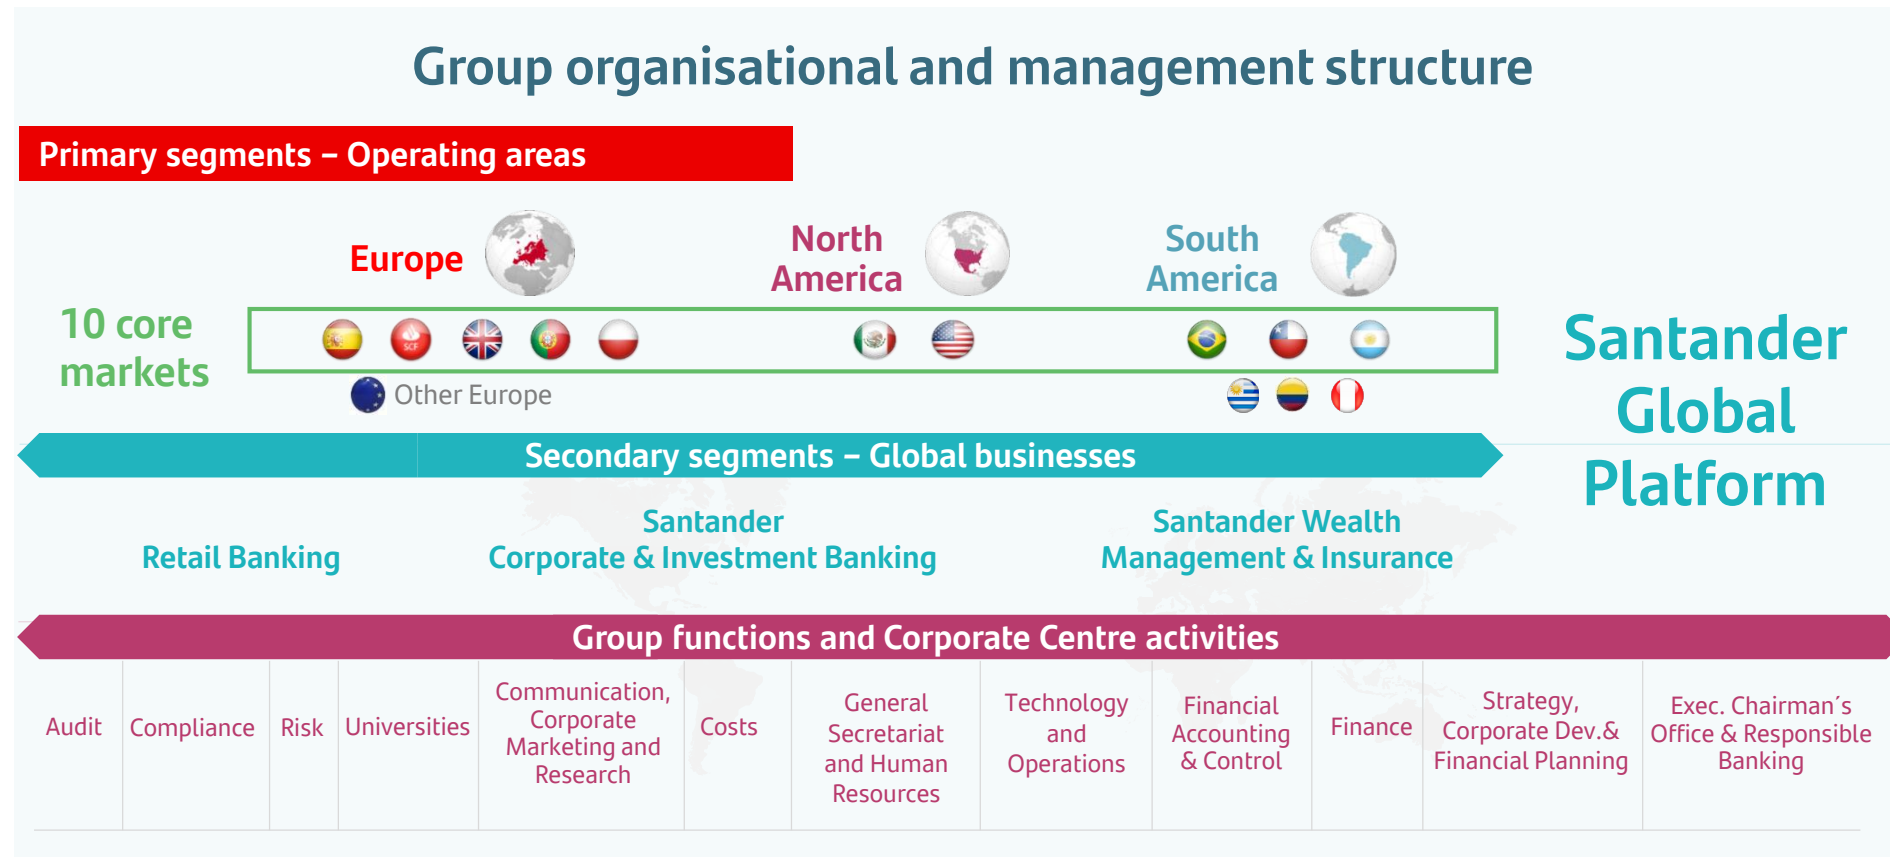 Group organisational and management structure
Primary segments – Operating areas
Europe
North
America
South
America
10 core
markets
SCF
Other Europe
Santander
Global
Platform
Secondary segments – Global businesses
Retail Banking
Santander
Corporate & Investment Banking
Santander Wealth
Management & Insurance
Group functions and Corporate Centre activities
Audit
Compliance
Risk
Universities
Communication,
Corporate
Marketing and
Research
Costs
General
Secretariat
and Human
Resources
Technology
and
Operations
Financial
Accounting
& Control
Finance
Strategy,
Corporate Dev.&
Financial Planning
Exec. Chairman´s
Office & Responsible
Banking